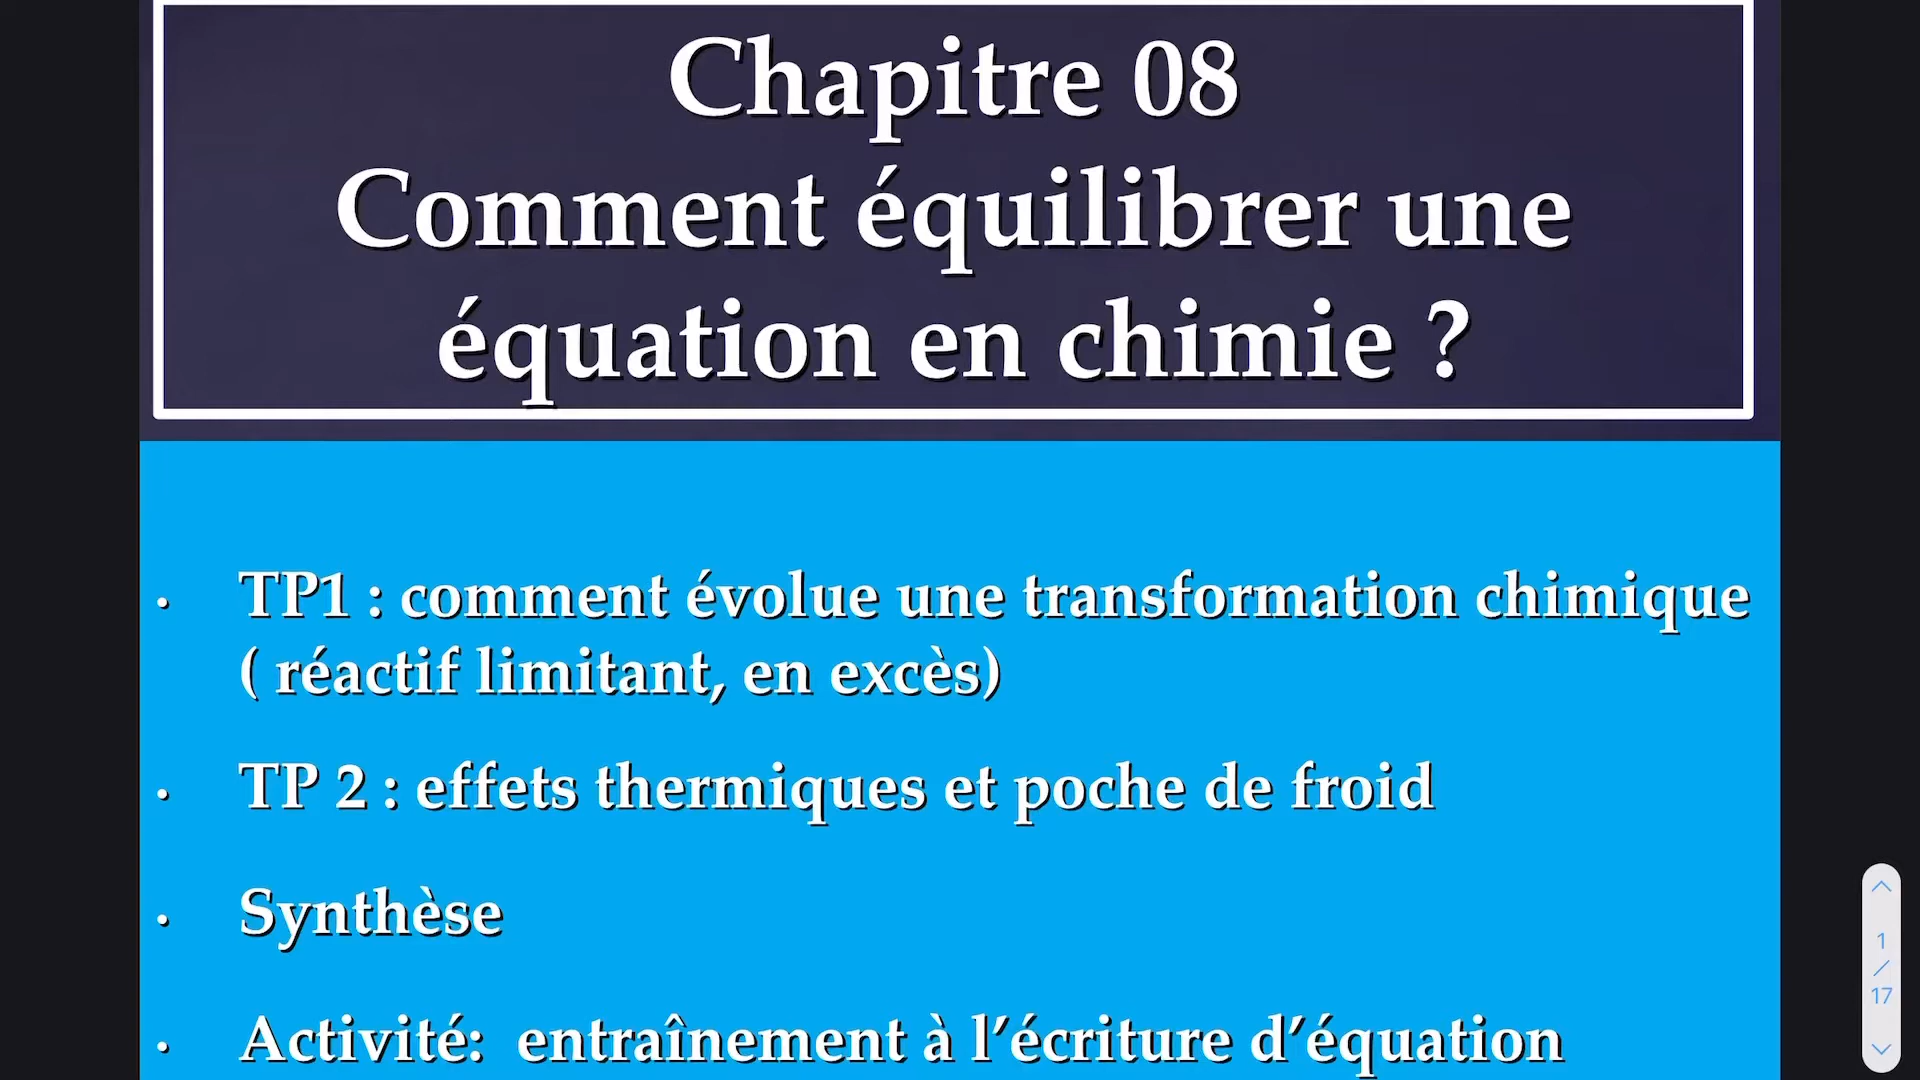 Chapitre 08
Comment équilibrer une
équation en chimie ?
· TP1 : comment évolue une transformation chimique
( réactif limitant, en excès)
· TP 2 : effets thermiques et poche de froid
· Synthèse
· Activité: entraînement à l’écriture d’équation
1
/
17